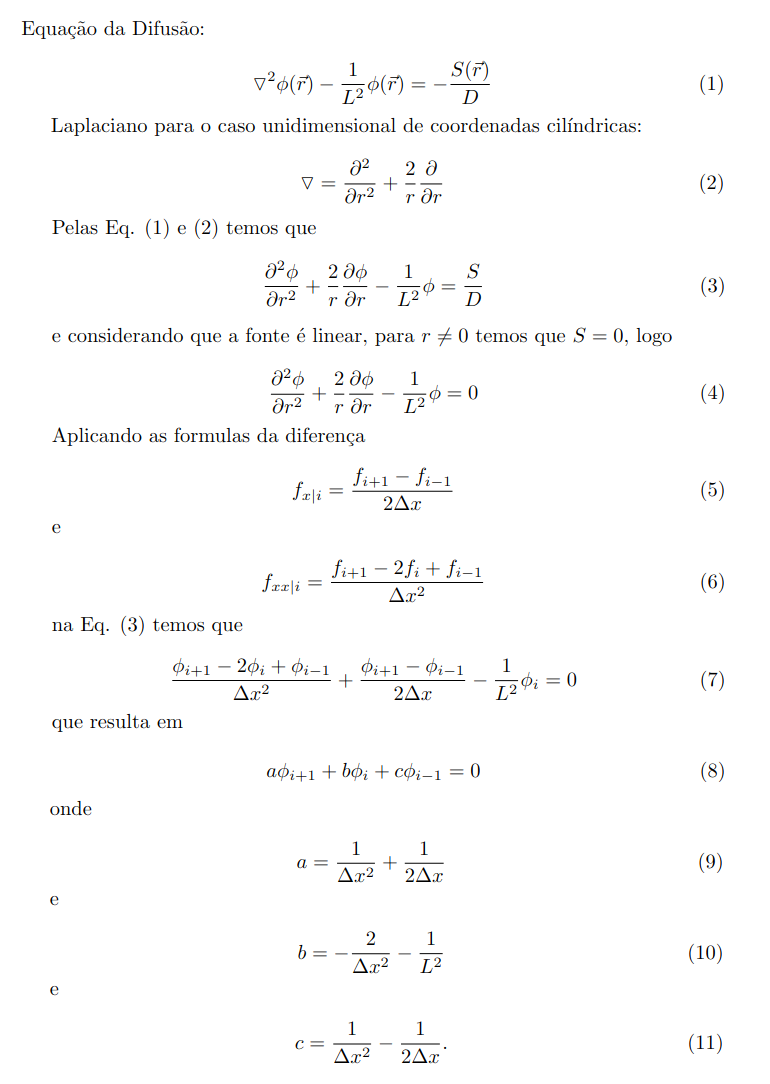 Equação da Difusão:
$$\triangledown^2 \phi(\vec{r}) - \frac{1}{L^2}\phi(\vec{r}) = -\frac{S(\vec{r})}{D} \quad (1)$$
Laplaciano para o caso unidimensional de coordenadas cilíndricas:
$$\triangledown = \frac{\partial^2}{\partial r^2} + \frac{2}{r}\frac{\partial}{\partial r} \quad (2)$$
Pelas Eq. (1) e (2) temos que
$$\frac{\partial^2 \phi}{\partial r^2} + \frac{2}{r}\frac{\partial \phi}{\partial r} - \frac{1}{L^2}\phi = \frac{S}{D} \quad (3)$$
e considerando que a fonte é linear, para $r \neq 0$ temos que $S = 0$, logo
$$\frac{\partial^2 \phi}{\partial r^2} + \frac{2}{r}\frac{\partial \phi}{\partial r} - \frac{1}{L^2}\phi = 0 \quad (4)$$
Aplicando as formulas da diferença
$$f_{x|i} = \frac{f_{i+1} - f_{i-1}}{2\Delta x} \quad (5)$$
e
$$f_{xx|i} = \frac{f_{i+1} - 2f_i + f_{i-1}}{\Delta x^2} \quad (6)$$
na Eq. (3) temos que
$$\frac{\phi_{i+1} - 2\phi_i + \phi_{i-1}}{\Delta x^2} + \frac{\phi_{i+1} - \phi_{i-1}}{2\Delta x} - \frac{1}{L^2}\phi_i = 0 \quad (7)$$
que resulta em
$$a\phi_{i+1} + b\phi_i + c\phi_{i-1} = 0 \quad (8)$$
onde
$$a = \frac{1}{\Delta x^2} + \frac{1}{2\Delta x} \quad (9)$$
e
$$b = -\frac{2}{\Delta x^2} - \frac{1}{L^2} \quad (10)$$
e
$$c = \frac{1}{\Delta x^2} - \frac{1}{2\Delta x}. \quad (11)$$